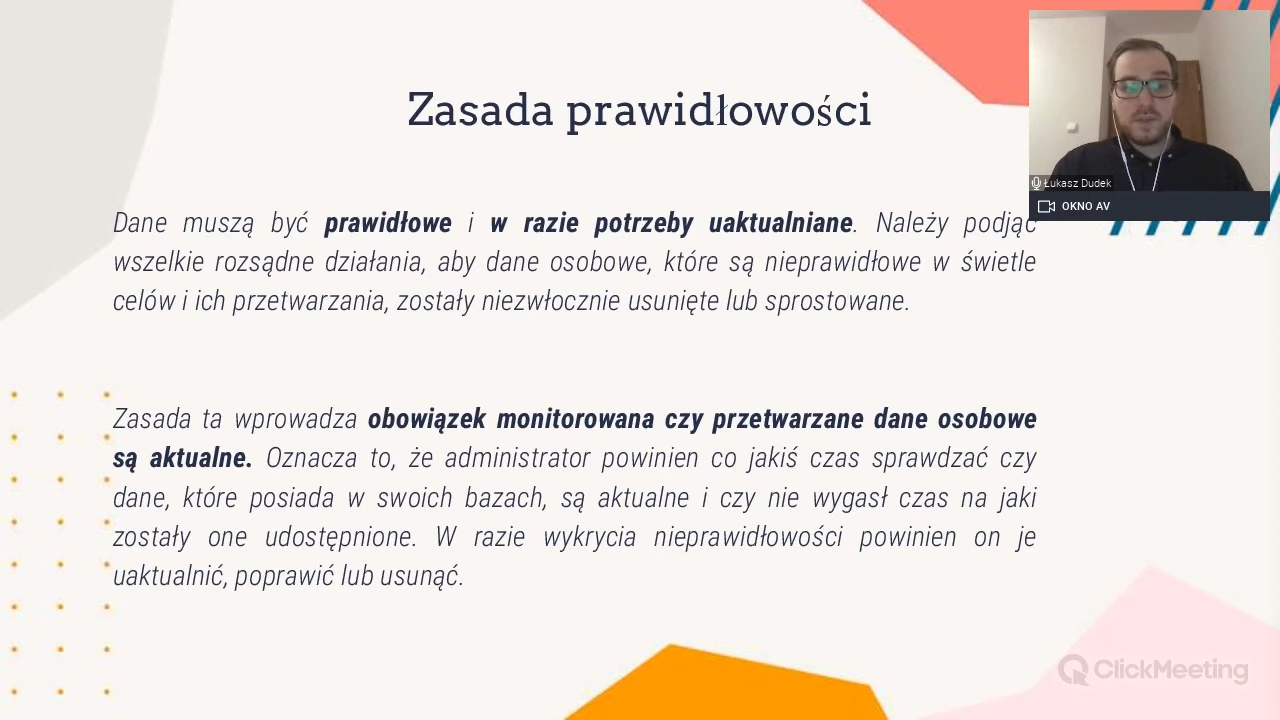 Zasada prawidłowości
Dane muszą być prawidłowe i w razie potrzeby uaktualniane. Należy podjąć
wszelkie rozsądne działania, aby dane osobowe, które są nieprawidłowe w świetle
celów i ich przetwarzania, zostały niezwłocznie usunięte lub sprostowane.
Zasada ta wprowadza obowiązek monitorowana czy przetwarzane dane osobowe
są aktualne. Oznacza to, że administrator powinien co jakiś czas sprawdzać czy
dane, które posiada w swoich bazach, są aktualne i czy nie wygasł czas na jaki
zostały one udostępnione. W razie wykrycia nieprawidłowości powinien on je
uaktualnić, poprawić lub usunąć.
Łukasz Dudek
OKNO AV
ClickMeeting